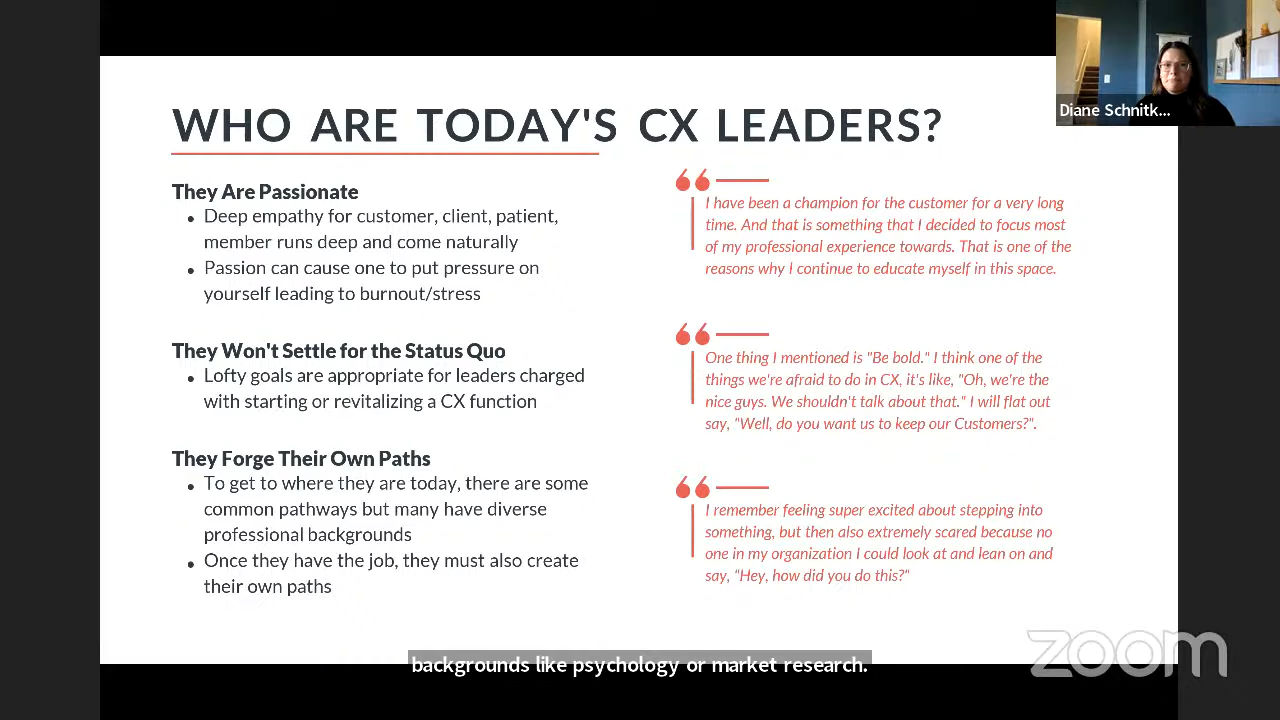 WHO ARE TODAY'S CX LEADERS?
They Are Passionate
• Deep empathy for customer, client, patient,
member runs deep and come naturally
• Passion can cause one to put pressure on
yourself leading to burnout/stress
They Won't Settle for the Status Quo
• Lofty goals are appropriate for leaders charged
with starting or revitalizing a CX function
They Forge Their Own Paths
• To get to where they are today, there are some
common pathways but many have diverse
professional backgrounds
• Once they have the job, they must also create
their own paths
I have been a champion for the customer for a very long
time. And that is something that I decided to focus most
of my professional experience towards. That is one of the
reasons why I continue to educate myself in this space.
One thing I mentioned is "Be bold." I think one of the
things we're afraid to do in CX, it's like, "Oh, we're the
nice guys. We shouldn't talk about that." I will flat out
say, "Well, do you want us to keep our Customers?".
I remember feeling super excited about stepping into
something, but then also extremely scared because no
one in my organization I could look at and lean on and
say, "Hey, how did you do this?"
Diane Schnitk...
backgrounds like psychology or market research.
zoom